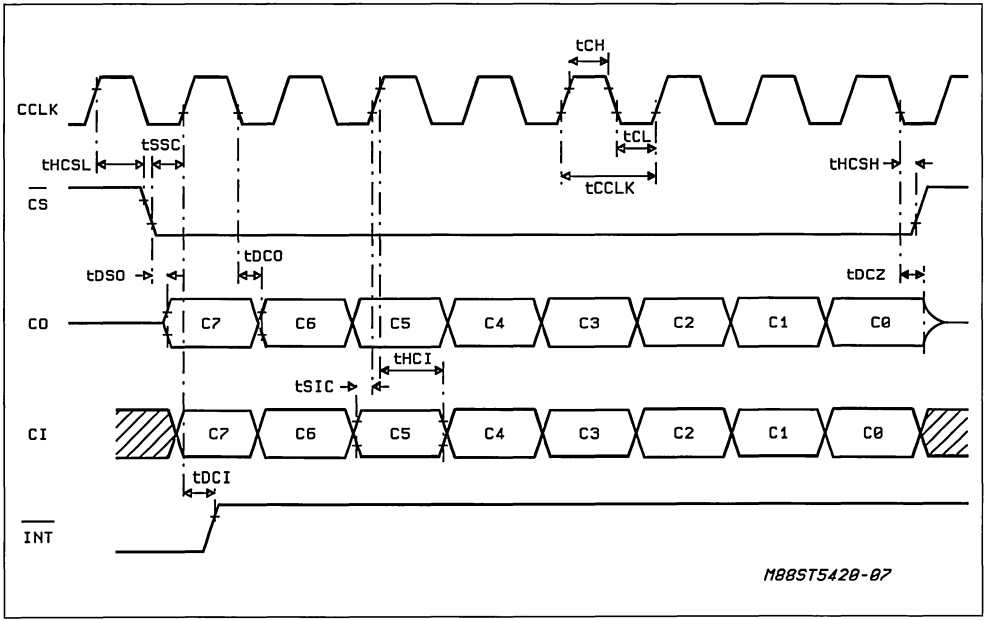 tCH
CCLK
tSSC
tCL
tHCSL
tHCSH
tCCLK
CS
tDCO
tDSO
tDCZ
CO C7 C6 C5 C4 C3 C2 C1 C0
tHCI
tSIC
CI C7 C6 C5 C4 C3 C2 C1 C0
tDCI
INT
M88ST5420-07